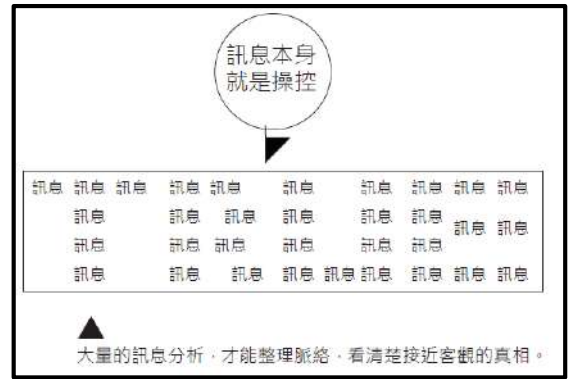 訊息本身
就是操控
訊息 訊息 訊息 訊息 訊息 訊息 訊息 訊息 訊息 訊息
訊息 訊息 訊息 訊息 訊息 訊息 訊息 訊息
訊息 訊息 訊息 訊息 訊息 訊息
訊息 訊息 訊息 訊息 訊息 訊息 訊息 訊息 訊息
大量的訊息分析，才能整理脈絡，看清楚接近客觀的真相。